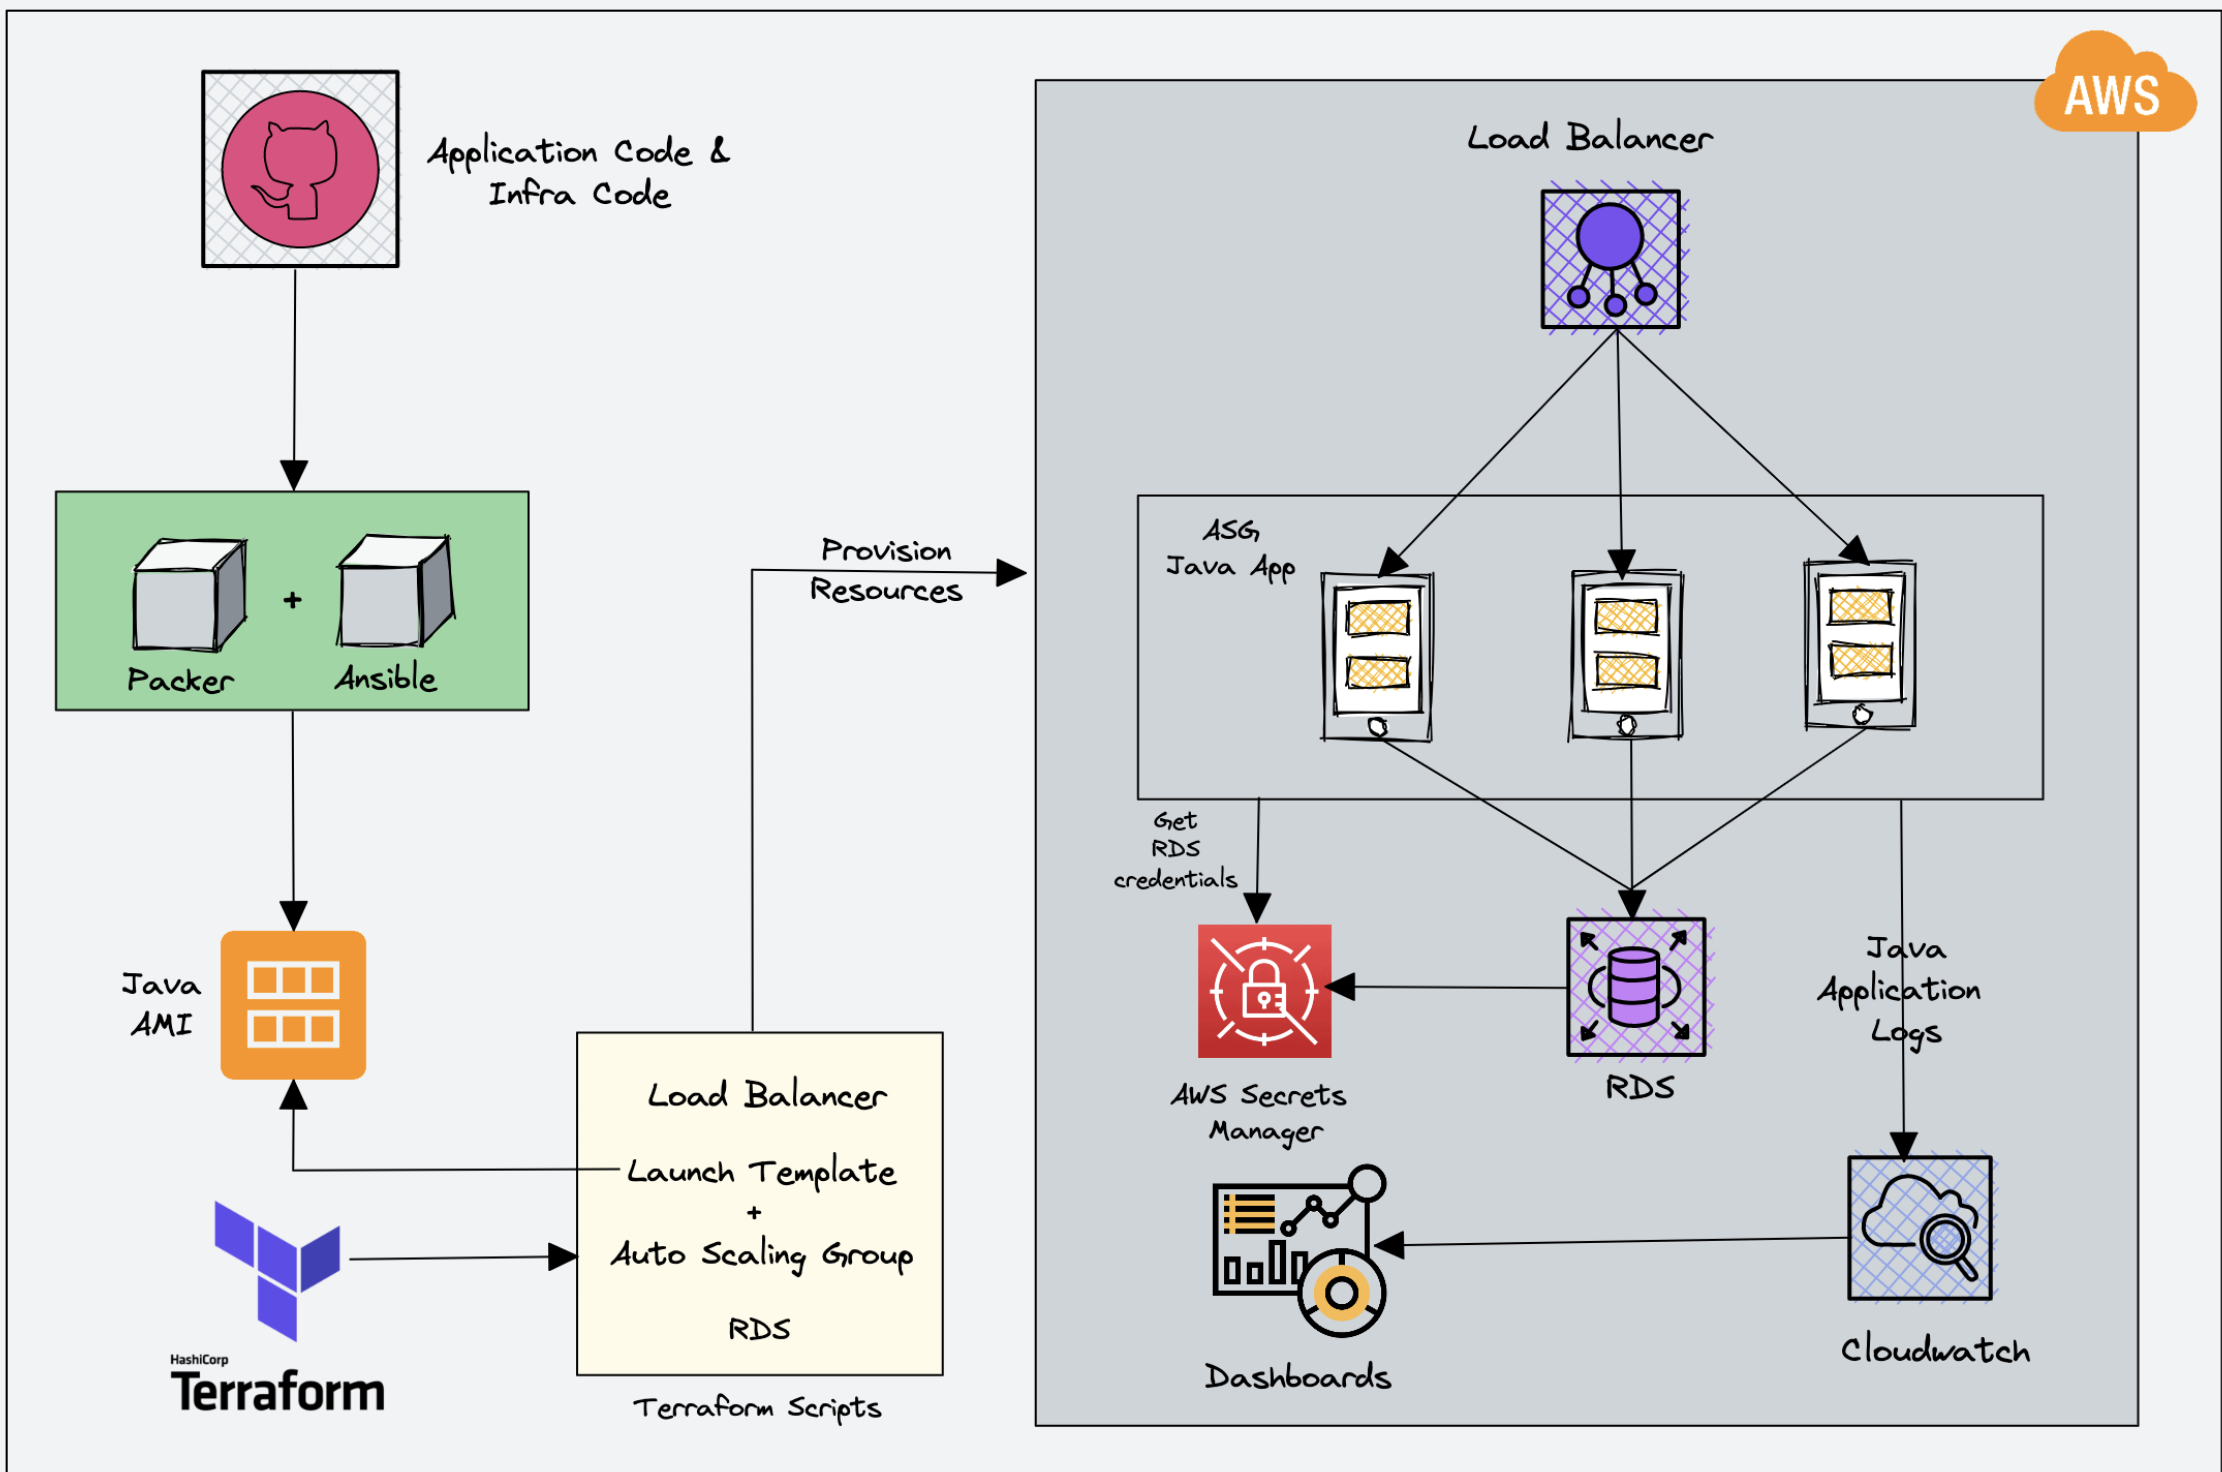 AWS
Application Code &
Infra Code
Load Balancer
ASG
Java App
Provision
Resources
+
Packer
Ansible
Get
RDS
credentials
Java
Application
Logs
Java
AMI
RDS
AWS Secrets
Manager
Load Balancer
Launch Template
+
Auto Scaling Group
RDS
Terraform Scripts
HashiCorp
Terraform
Cloudwatch
Dashboards